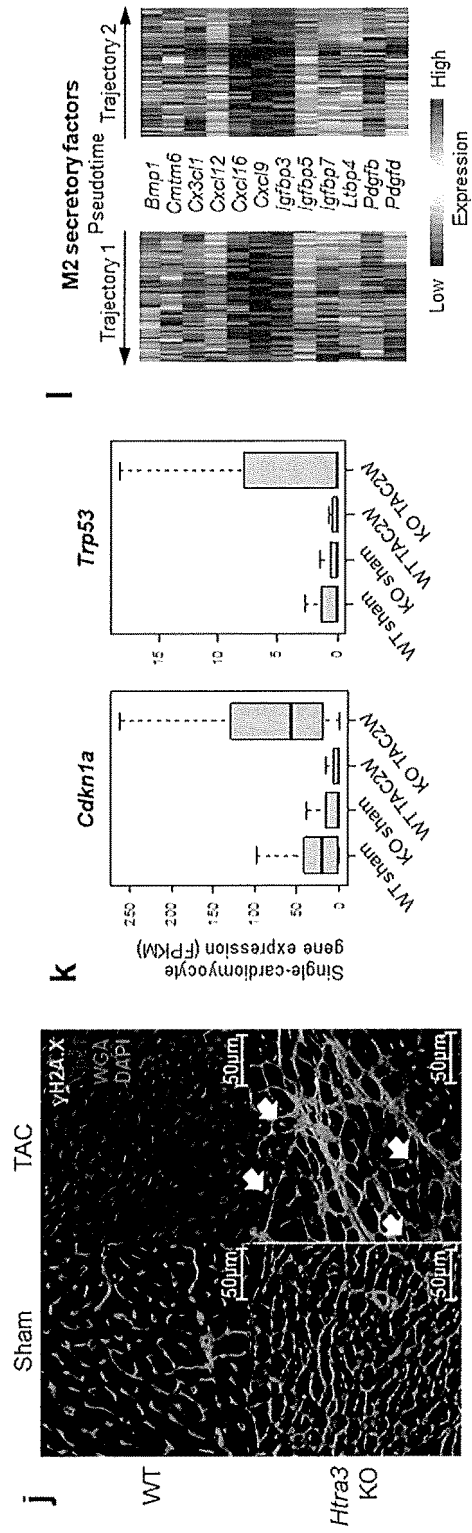 j
Sham
TAC
WT
Htra3
KO
γH2A.X
WGA
DAPI
50μm
50μm
50μm
50μm
k
Cdkn1a
Trp53
Single-cardiomyocyte
gene expression (FPKM)
250
200
150
100
50
0
15
10
5
0
WT sham
KO sham
WT TAC2W
KO TAC2W
WT sham
KO sham
WT TAC2W
KO TAC2W
l
M2 secretory factors
Pseudotime
Trajectory 1
Trajectory 2
Bmp1
Cmtm6
Cx3cl1
Cxcl12
Cxcl16
Cxcl9
Igfbp3
Igfbp5
Igfbp7
Ltbp4
Pdgfb
Pdgfd
Low
High
Expression